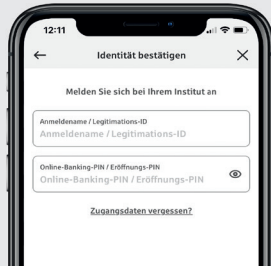 12:11
Identität bestätigen
Melden Sie sich bei Ihrem Institut an
Anmeldename / Legitimations-ID
Anmeldename / Legitimations-ID
Online-Banking-PIN / Eröffnungs-PIN
Online-Banking-PIN / Eröffnungs-PIN
Zugangsdaten vergessen?